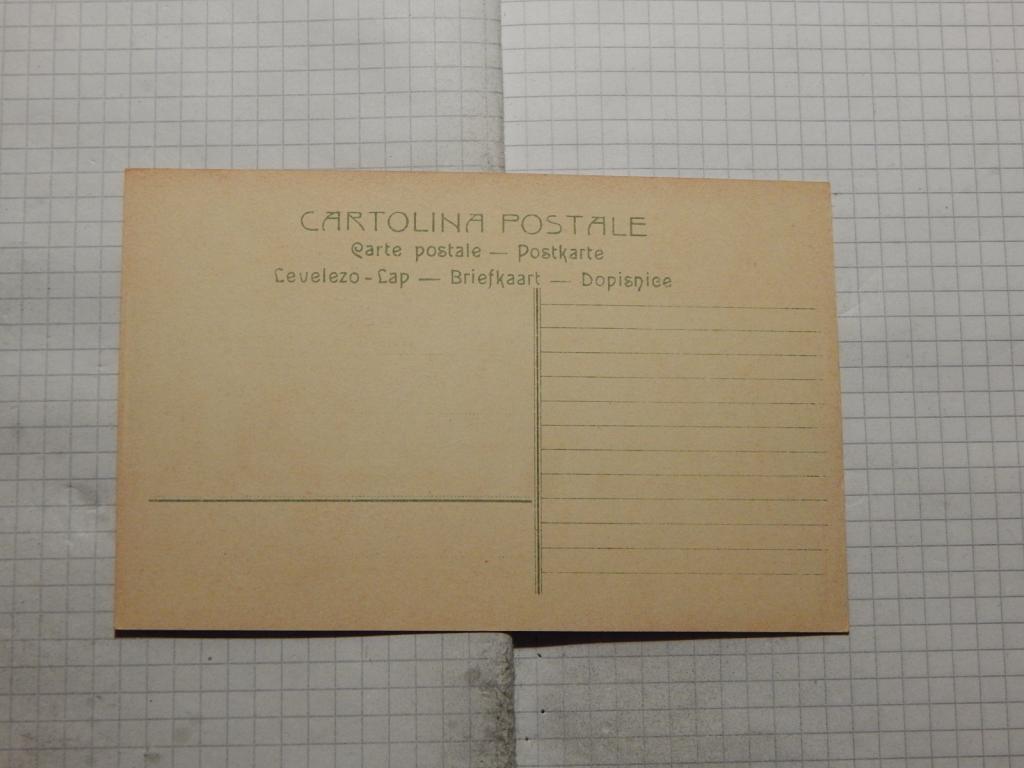 CARTOLINA POSTALE
Carte postale — Postkarte
Levelezo-Lap — Briefkaart — Dopisnice